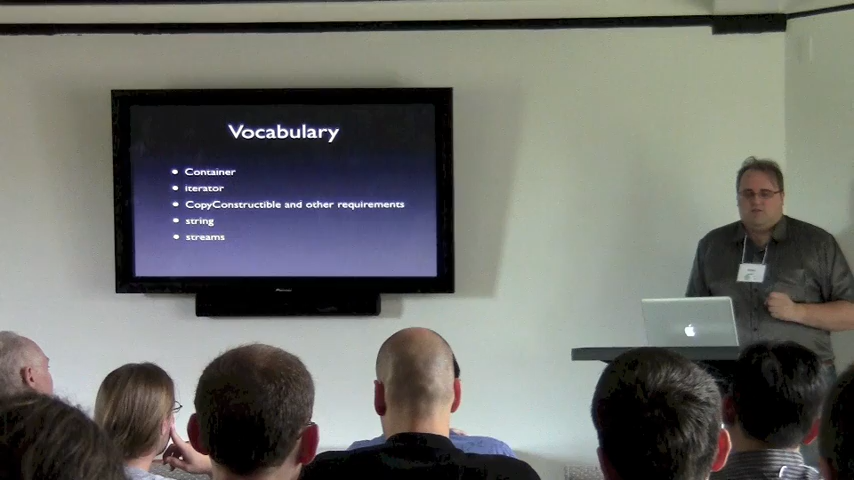 Vocabulary
Container
iterator
CopyConstructible and other requirements
string
streams